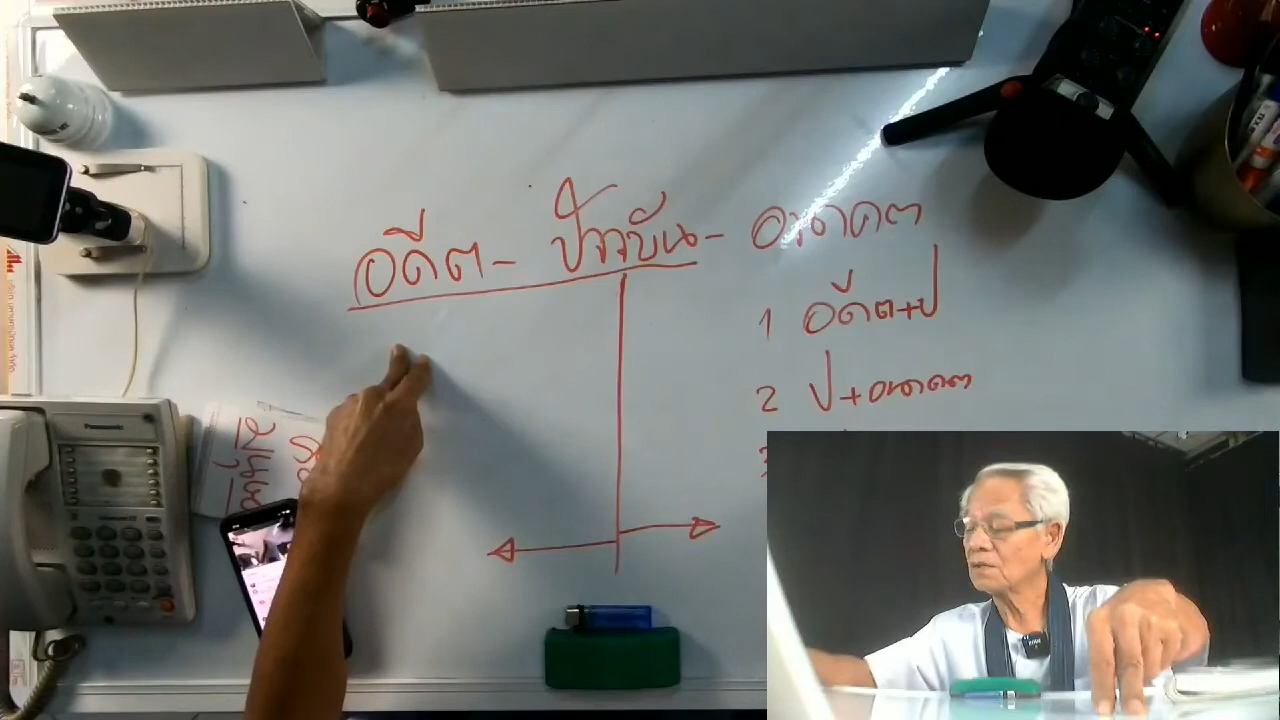 อดีต - ปัจจุบัน - อนาคต
1 อดีต+ป
2 ป+อนาคต
Panasonic